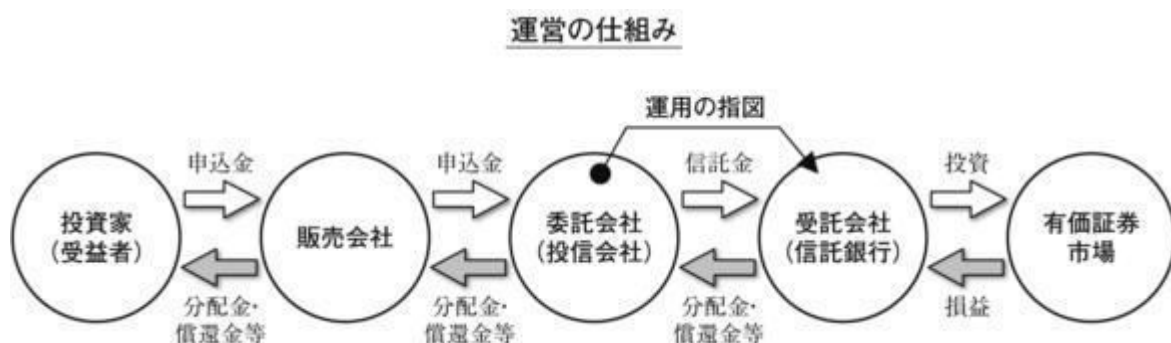 運営の仕組み
運用の指図
申込金
申込金
信託金
投資
投資家
(受益者)
販売会社
委託会社
(投信会社)
受託会社
(信託銀行)
有価証券
市場
分配金・
償還金等
分配金・
償還金等
分配金・
償還金等
損益